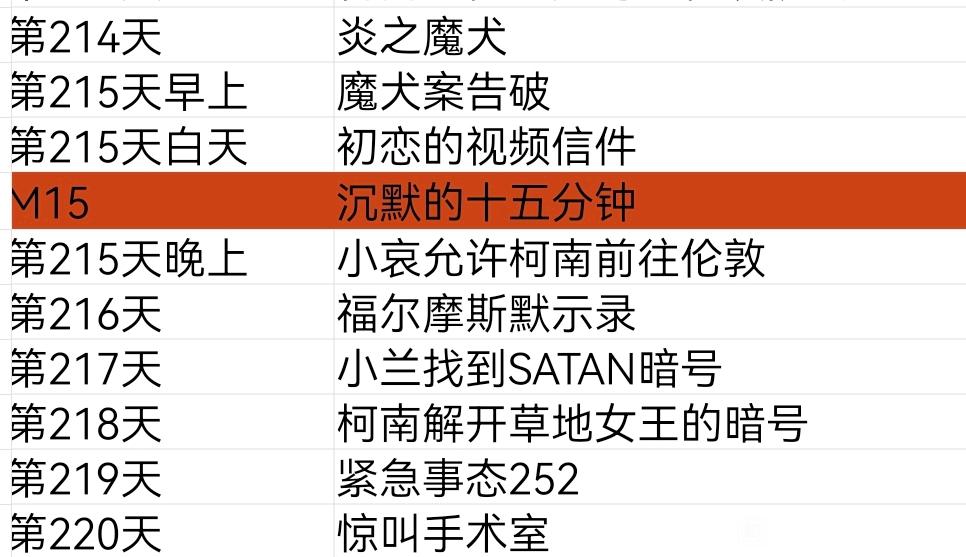 第214天 炎之魔犬
第215天早上 魔犬案告破
第215天白天 初恋的视频信件
M15 沉默的十五分钟
第215天晚上 小哀允许柯南前往伦敦
第216天 福尔摩斯默示录
第217天 小兰找到SATAN暗号
第218天 柯南解开草地女王的暗号
第219天 紧急事态252
第220天 惊叫手术室